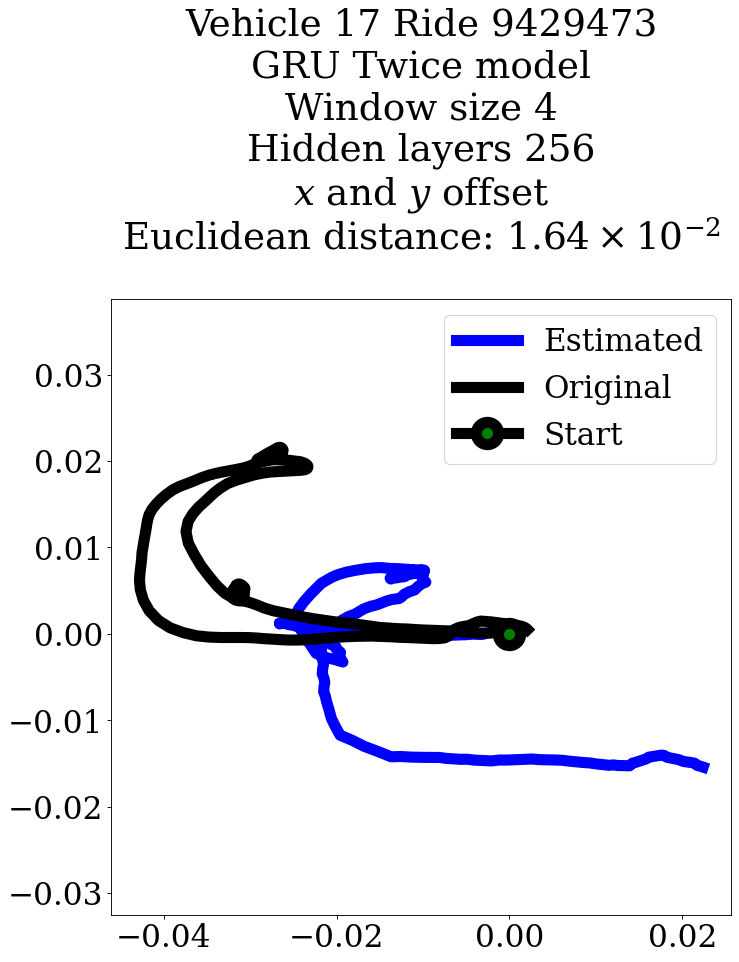 Vehicle 17 Ride 9429473
GRU Twice model
Window size 4
Hidden layers 256
x and y offset
Euclidean distance: 1.64 × 10⁻²
Estimated
Original
Start
0.03
0.02
0.01
0.00
−0.01
−0.02
−0.03
−0.04
−0.02
0.00
0.02